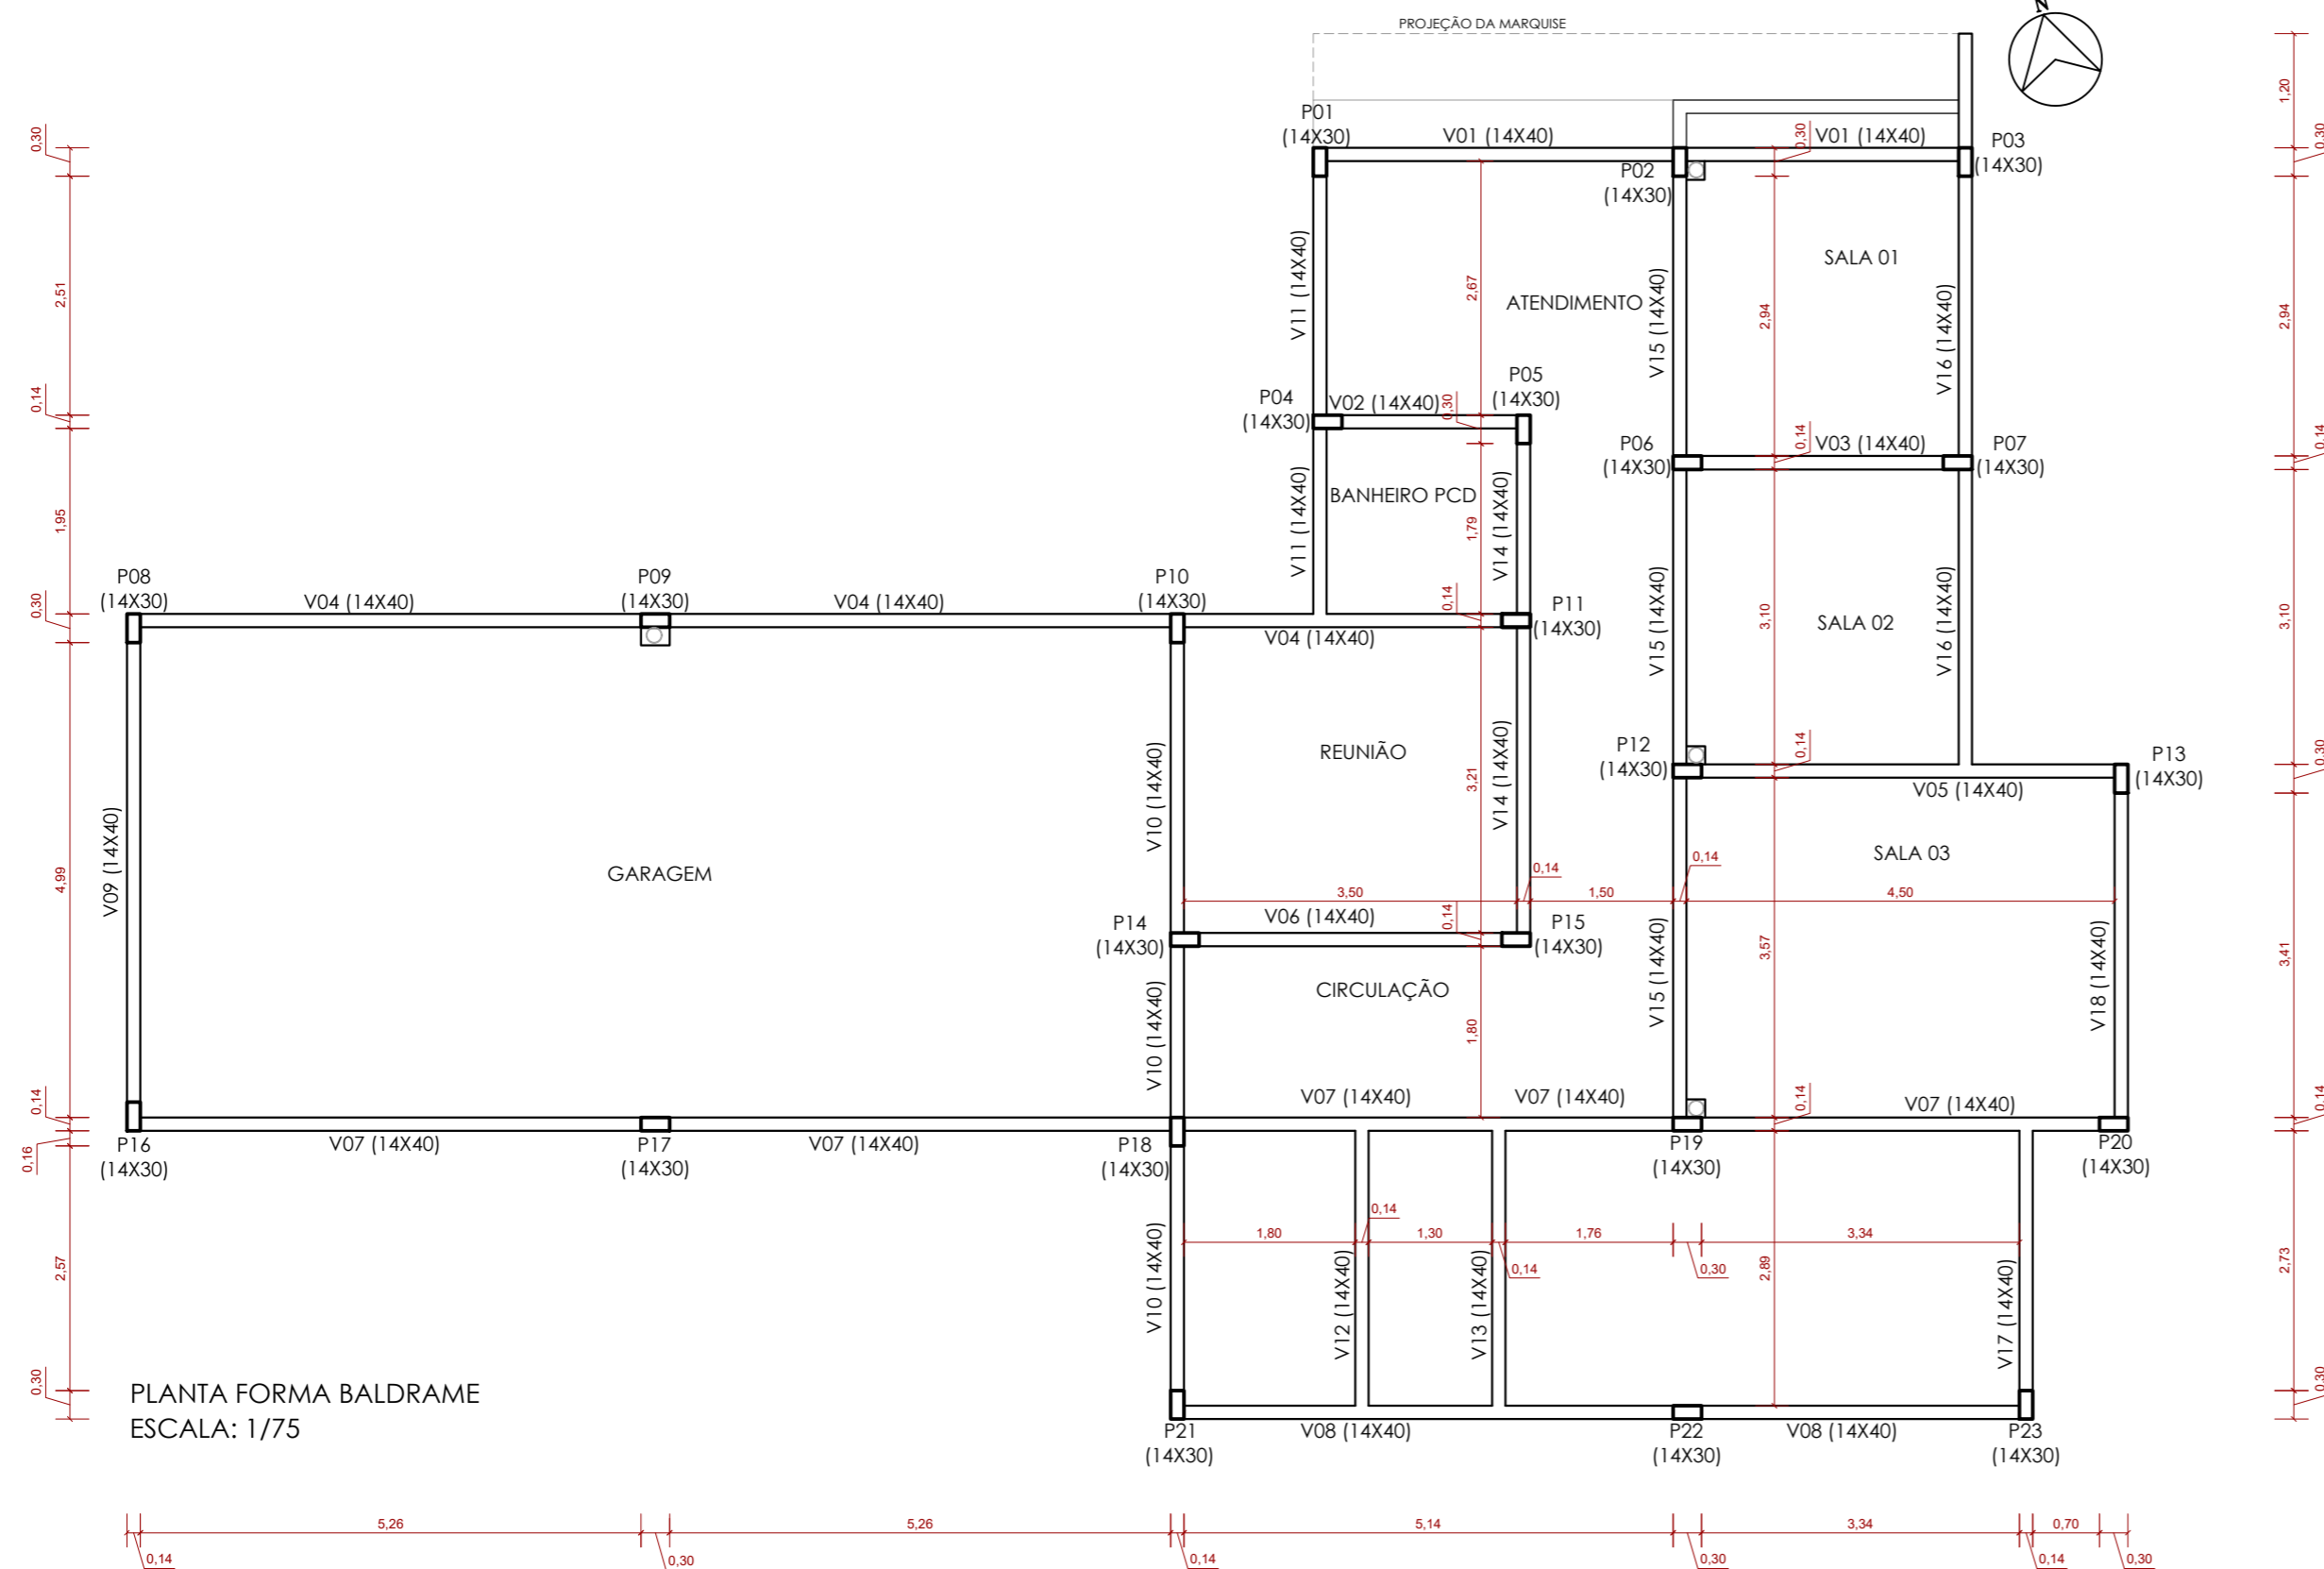 N
PROJEÇÃO DA MARQUISE
1,20
P01
(14X30)
V01 (14X40)
0,30
V01 (14X40)
P03
(14X30)
0,30
0,30
P02
(14X30)
SALA 01
2,51
V11 (14X40)
2,67
ATENDIMENTO
V15 (14X40)
2,94
V16 (14X40)
2,94
P05
(14X30)
0,14
P04
(14X30)
V02 (14X40)
0,30
P06
(14X30)
0,14
V03 (14X40)
P07
(14X30)
0,14
BANHEIRO PCD
1,95
V11 (14X40)
1,79
V14 (14X40)
P08
(14X30)
V04 (14X40)
P09
(14X30)
V04 (14X40)
P10
(14X30)
0,30
0,14
P11
(14X30)
V04 (14X40)
V15 (14X40)
3,10
SALA 02
V16 (14X40)
3,10
REUNIÃO
P12
(14X30)
0,14
P13
(14X30)
0,30
V05 (14X40)
V10 (14X40)
3,21
V14 (14X40)
V09 (14X40)
4,99
GARAGEM
SALA 03
0,14
0,14
3,50
1,50
4,50
P14
(14X30)
V06 (14X40)
0,14
P15
(14X30)
V15 (14X40)
3,57
V18 (14X40)
3,41
CIRCULAÇÃO
V10 (14X40)
1,80
V07 (14X40)
V07 (14X40)
0,14
V07 (14X40)
0,14
0,14
0,16
P16
(14X30)
V07 (14X40)
P17
(14X30)
V07 (14X40)
P18
(14X30)
P19
(14X30)
P20
(14X30)
0,14
1,80
1,30
1,76
3,34
0,14
0,30
2,57
V10 (14X40)
V12 (14X40)
V13 (14X40)
2,89
V17 (14X40)
2,73
0,30
0,30
PLANTA FORMA BALDRAME
ESCALA: 1/75
P21
(14X30)
V08 (14X40)
P22
(14X30)
V08 (14X40)
P23
(14X30)
5,26
5,26
5,14
3,34
0,70
0,14
0,30
0,14
0,30
0,14
0,30